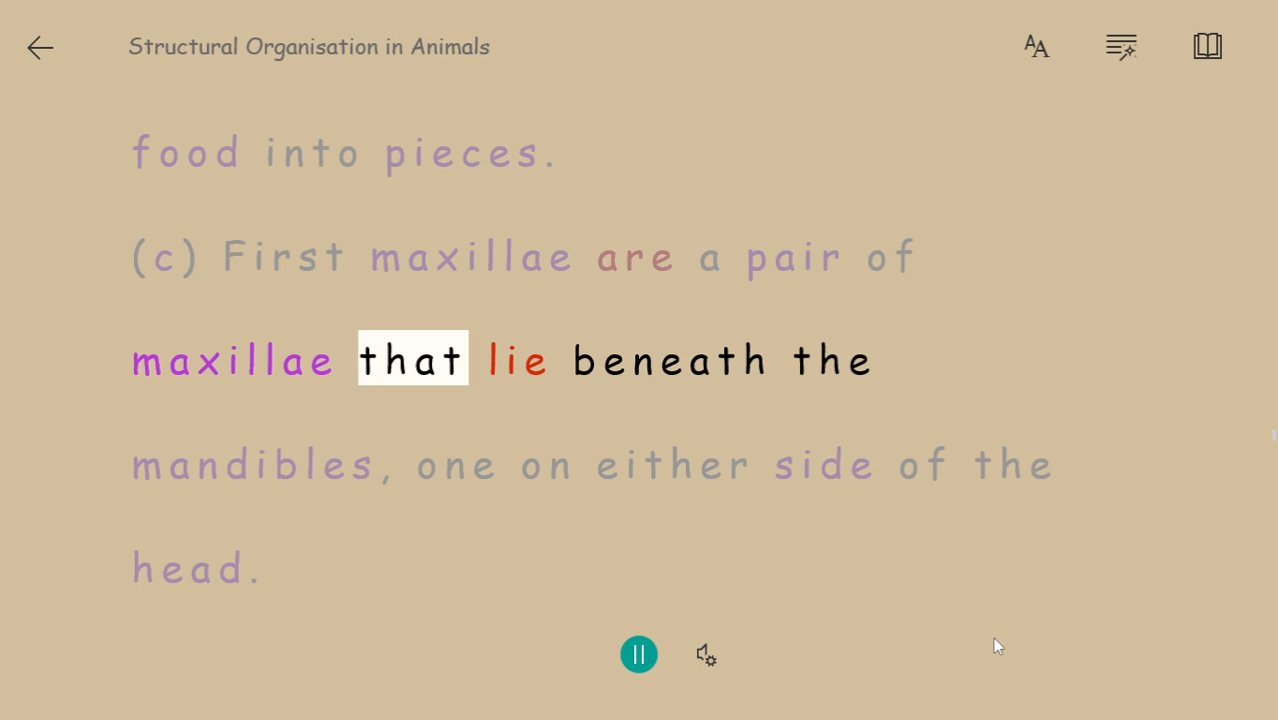 Structural Organisation in Animals
food into pieces.
(c) First maxillae are a pair of
maxillae that lie beneath the
mandibles, one on either side of the
head.